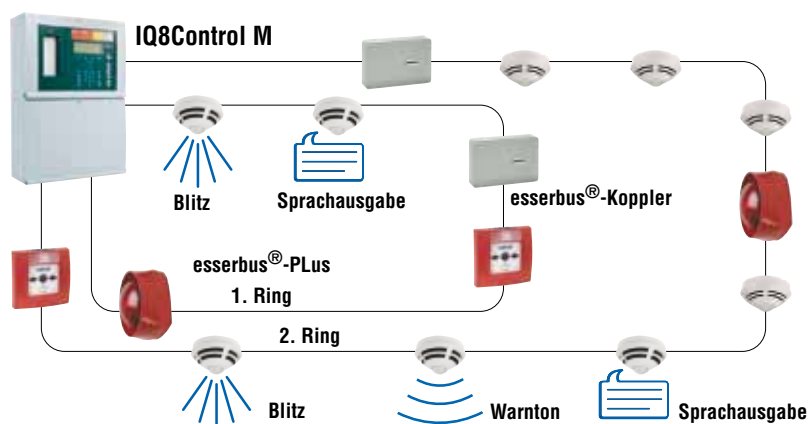 IQ8Control M
Blitz
Sprachausgabe
esserbus®-Koppler
esserbus®-PLus
1. Ring
2. Ring
Blitz
Warnton
Sprachausgabe